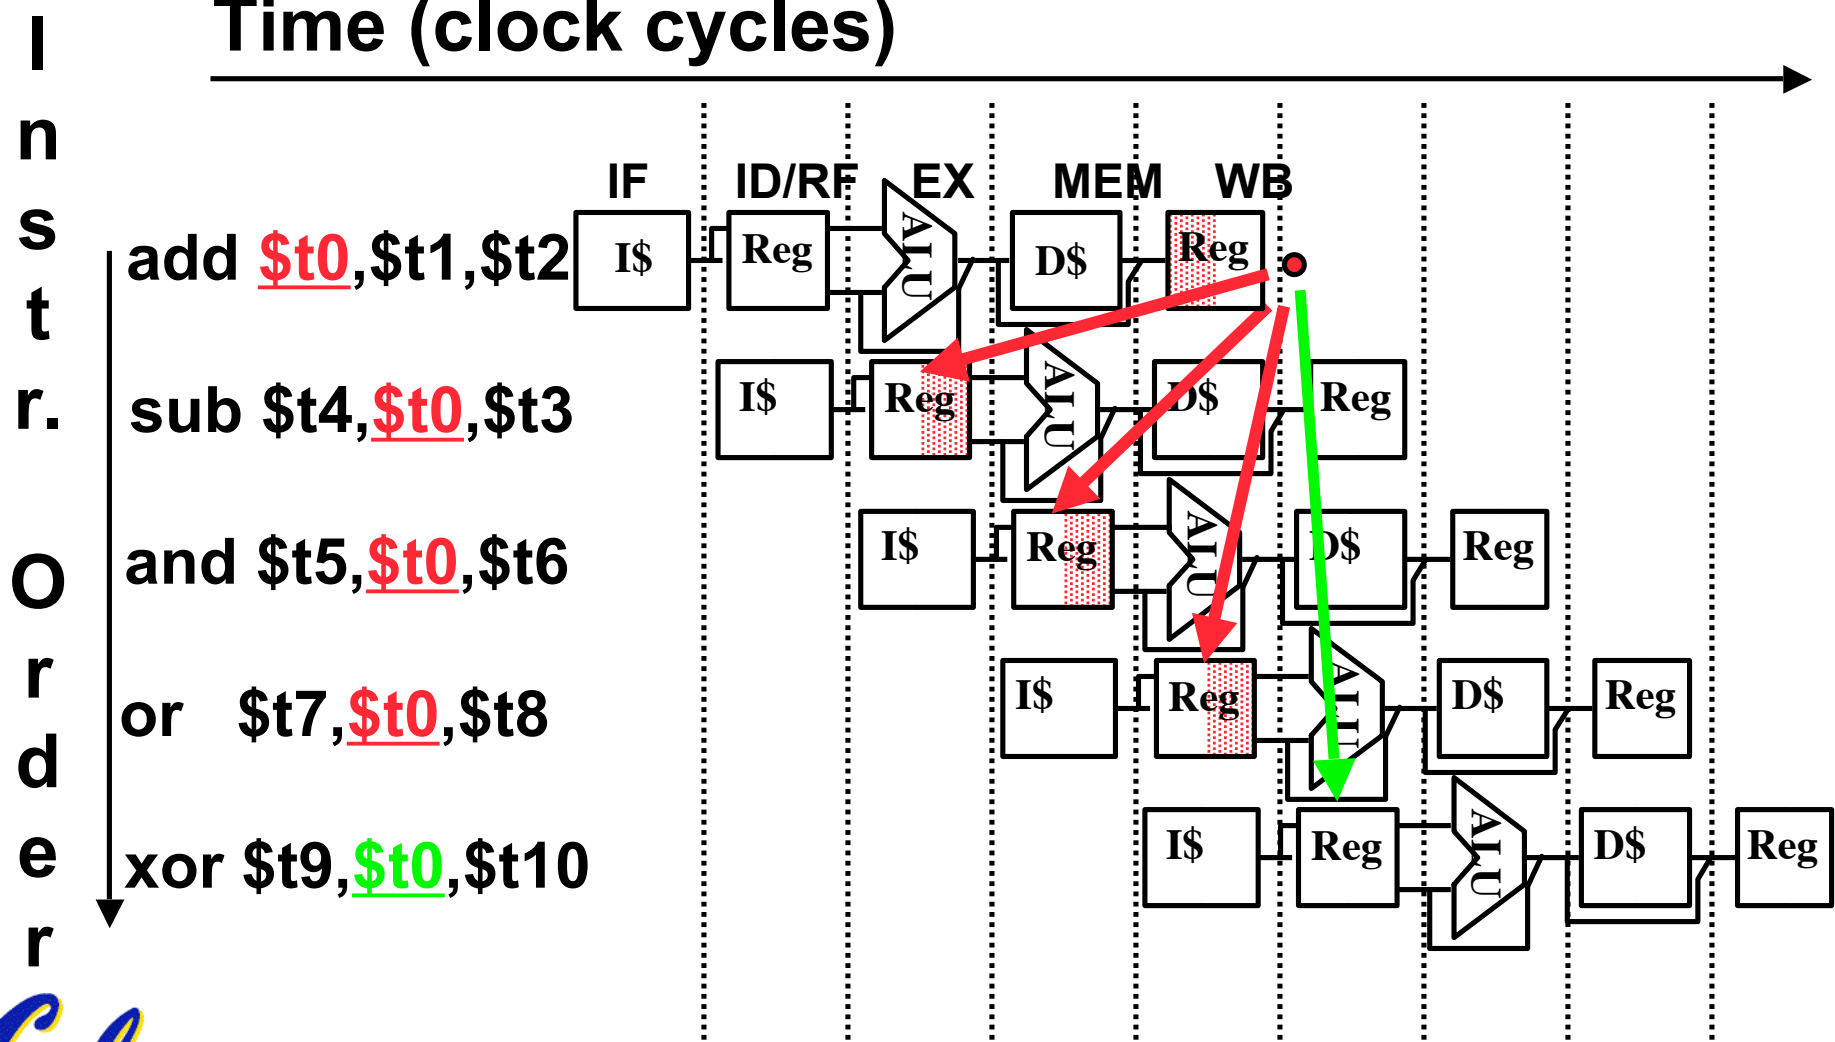 Time (clock cycles)
Instr. Order
IF ID/RF EX MEM WB
add $t0,$t1,$t2 I$ Reg ALU D$ Reg
sub $t4,$t0,$t3 I$ Reg ALU D$ Reg
and $t5,$t0,$t6 I$ Reg ALU D$ Reg
or $t7,$t0,$t8 I$ Reg ALU D$ Reg
xor $t9,$t0,$t10 I$ Reg ALU D$ Reg